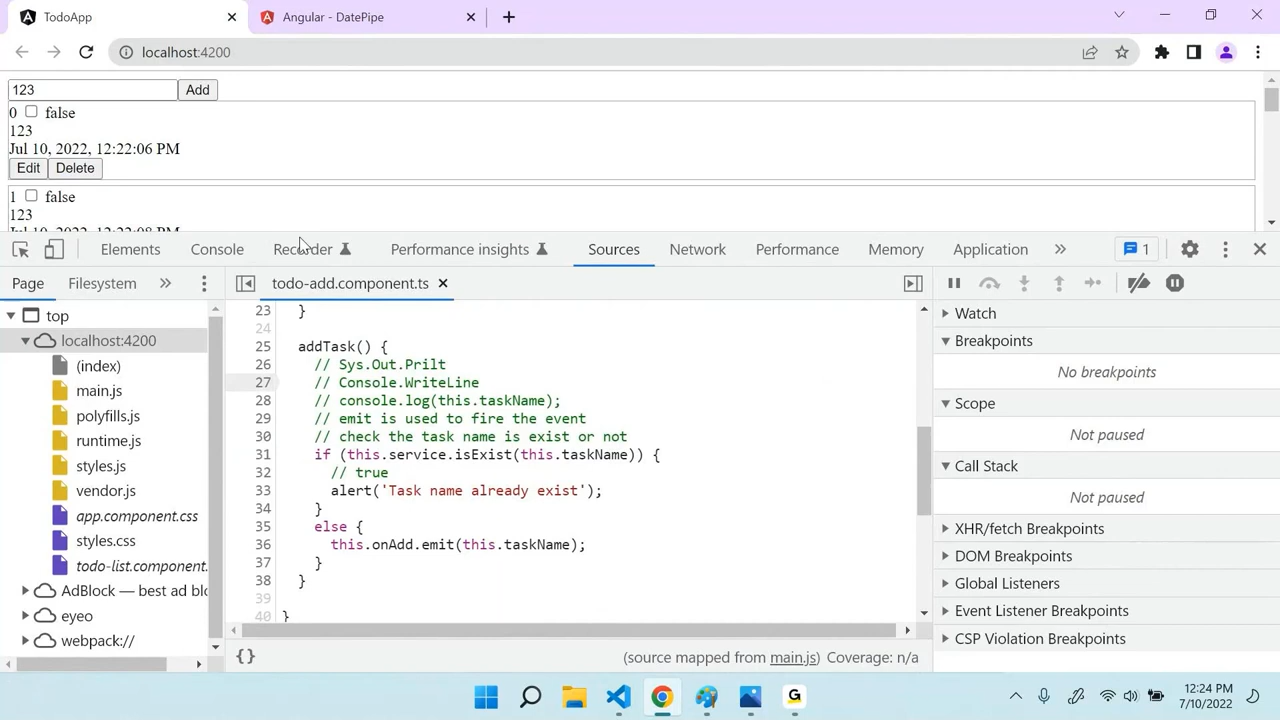 TodoApp
Angular - DatePipe
localhost:4200
123
Add
0 false
123
Jul 10, 2022, 12:22:06 PM
Edit Delete
1 false
123
Elements Console Recorder Performance insights Sources Network Performance Memory Application 1
Page Filesystem
todo-add.component.ts
top
localhost:4200
(index)
main.js
polyfills.js
runtime.js
styles.js
vendor.js
app.component.css
styles.css
todo-list.component.
AdBlock — best ad blo
eyeo
webpack://
23 }
24
25 addTask() {
26 // Sys.Out.Prilt
27 // Console.WriteLine
28 // console.log(this.taskName);
29 // emit is used to fire the event
30 // check the task name is exist or not
31 if (this.service.isExist(this.taskName)) {
32 // true
33 alert('Task name already exist');
34 }
35 else {
36 this.onAdd.emit(this.taskName);
37 }
38 }
39
40 }
{} (source mapped from main.js) Coverage: n/a
Watch
Breakpoints
No breakpoints
Scope
Not paused
Call Stack
Not paused
XHR/fetch Breakpoints
DOM Breakpoints
Global Listeners
Event Listener Breakpoints
CSP Violation Breakpoints
G
12:24 PM
7/10/2022